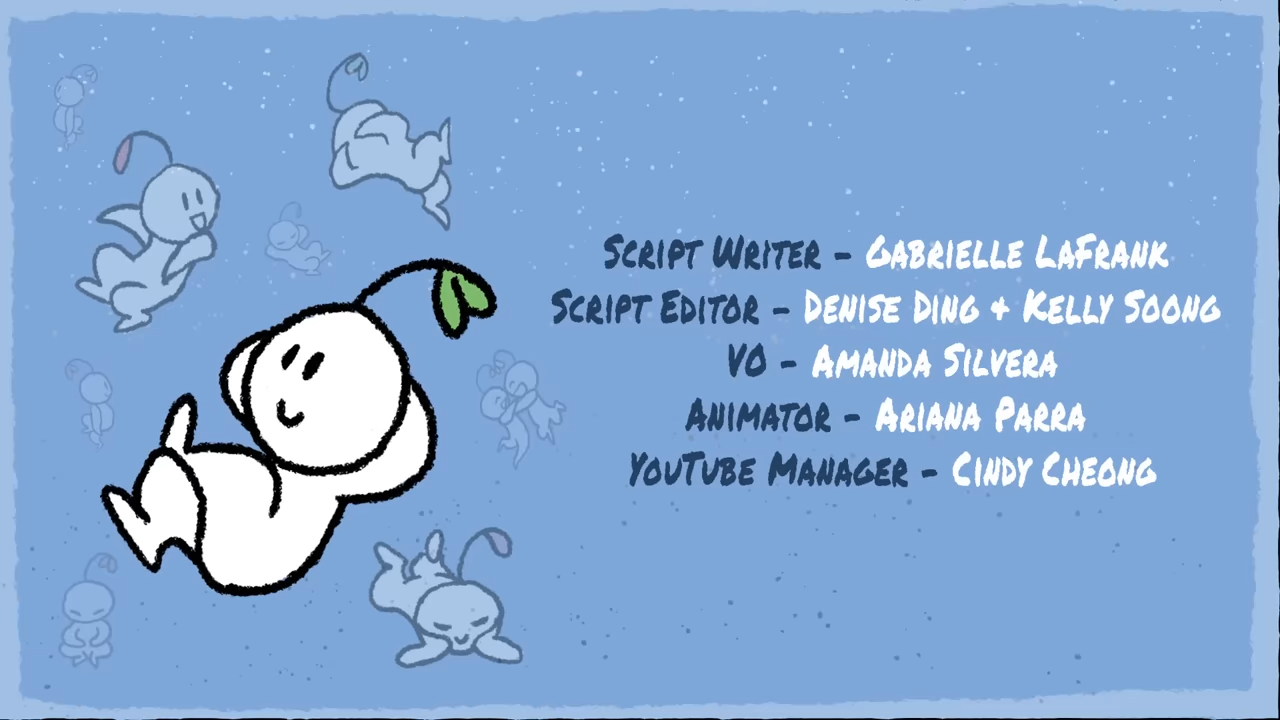 Script Writer - Gabrielle LaFrank
Script Editor - Denise Ding + Kelly Soong
VO - Amanda Silvera
Animator - Ariana Parra
YouTube Manager - Cindy Cheong